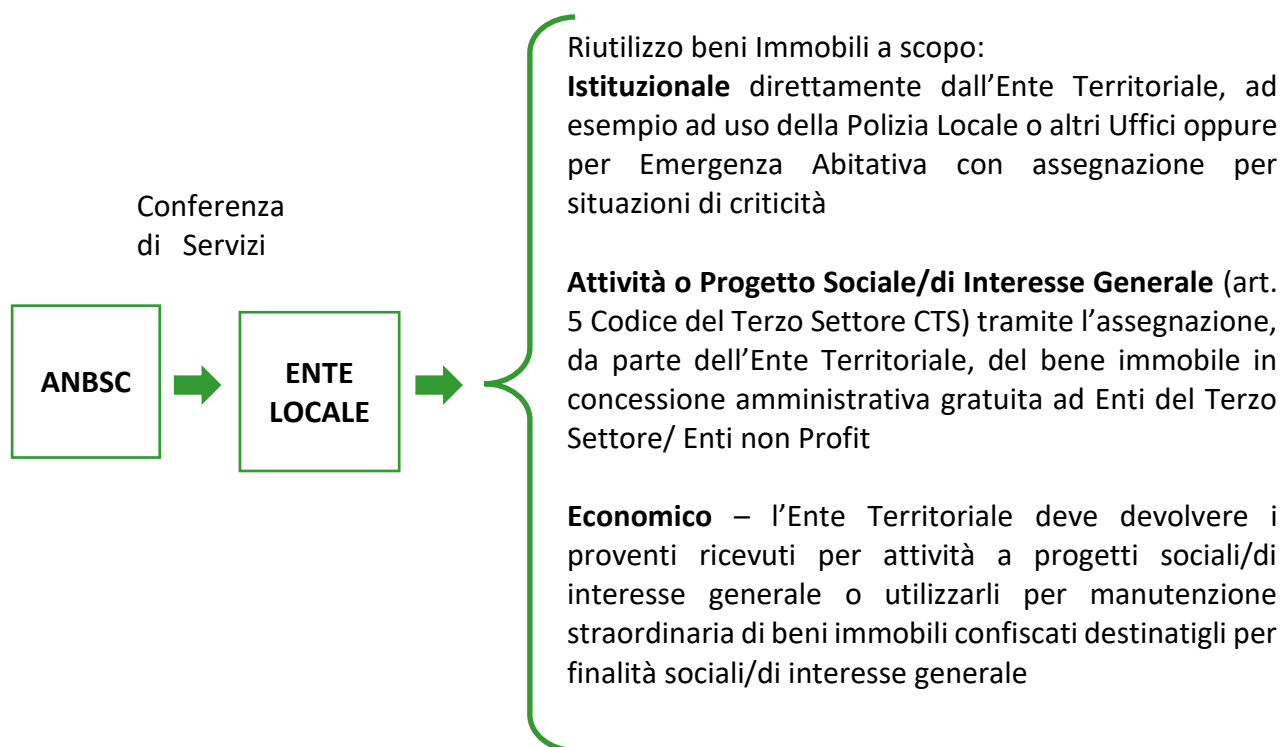 Conferenza
di Servizi
ANBSC
ENTE
LOCALE
Riutilizzo beni Immobili a scopo:
Istituzionale direttamente dall’Ente Territoriale, ad
esempio ad uso della Polizia Locale o altri Uffici oppure
per Emergenza Abitativa con assegnazione per
situazioni di criticità
Attività o Progetto Sociale/di Interesse Generale (art.
5 Codice del Terzo Settore CTS) tramite l’assegnazione,
da parte dell’Ente Territoriale, del bene immobile in
concessione amministrativa gratuita ad Enti del Terzo
Settore/ Enti non Profit
Economico – l’Ente Territoriale deve devolvere i
proventi ricevuti per attività a progetti sociali/di
interesse generale o utilizzarli per manutenzione
straordinaria di beni immobili confiscati destinatigli per
finalità sociali/di interesse generale